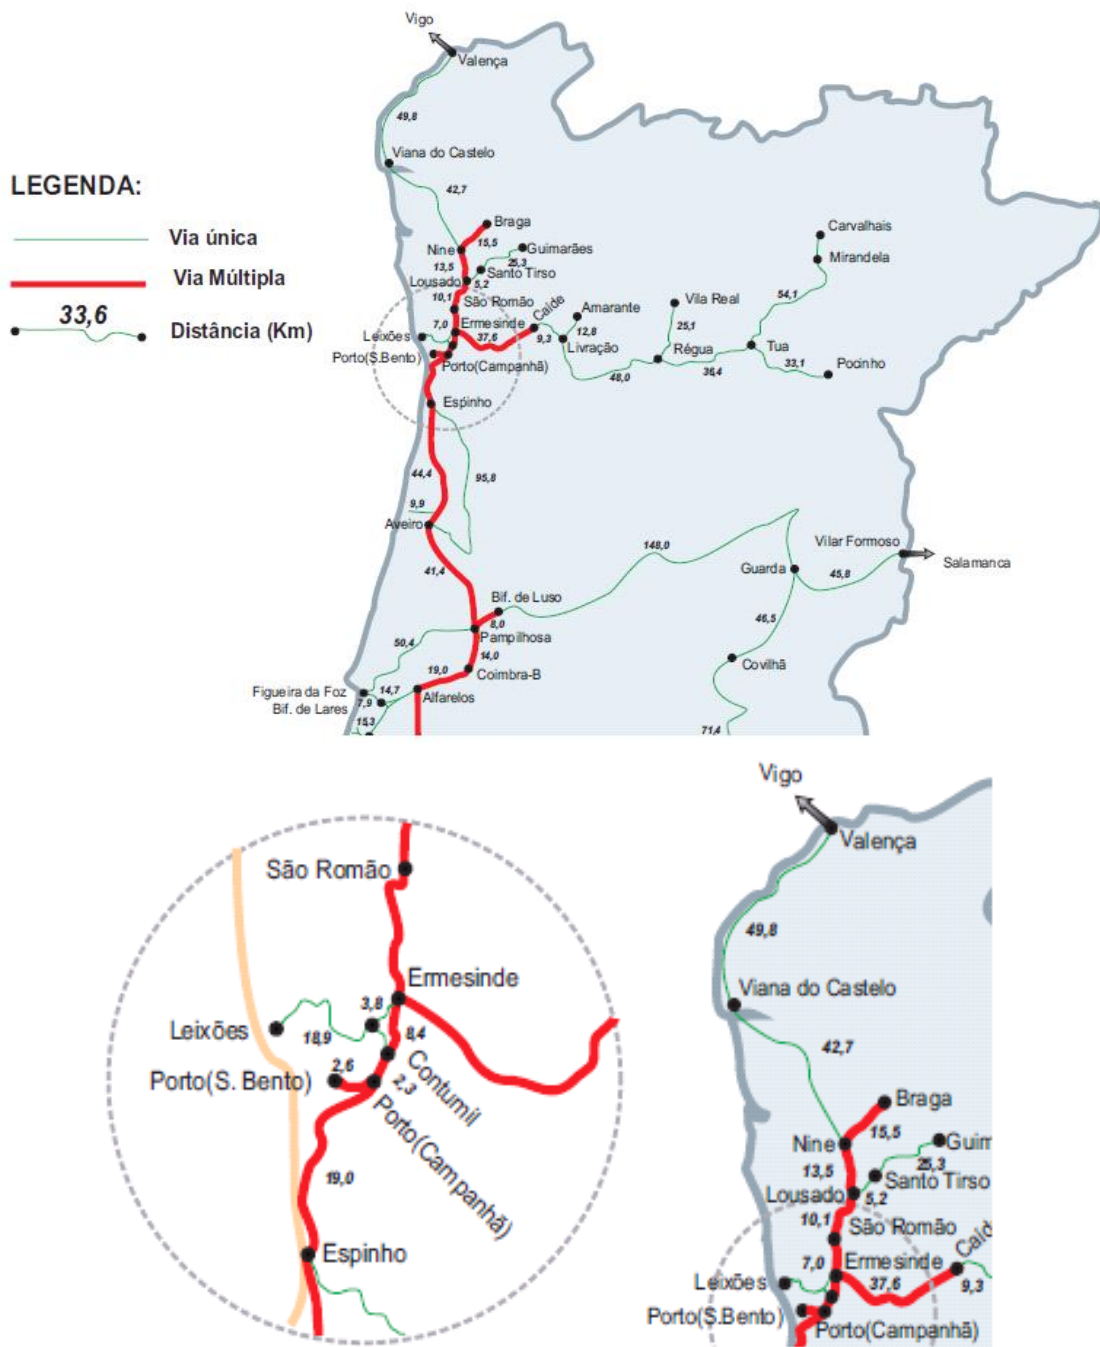 Vigo
Valença
49,8
Viana do Castelo
LEGENDA:
42,7
Via única
Braga
15,5
Nine
Guimarães
25,3
Via Múltipla
13,5
Santo Tirso
Lousado
5,2
33,6
Distância (Km)
10,1
São Romão
Caíde
Amarante
Vila Real
Carvalhais
Mirandela
54,1
Leixões
7,0
Ermesinde
37,6
9,3
12,8
Livração
25,1
Régua
Tua
Porto(S.Bento)
Porto(Campanhã)
48,0
36,4
33,1
Pocinho
Espinho
44,4
95,8
9,9
Aveiro
148,0
Vilar Formoso
Salamanca
Guarda
45,8
41,4
Bif. de Luso
8,0
46,5
50,4
Pampilhosa
14,0
Covilhã
19,0
Coimbra-B
Figueira da Foz
14,7
Alfarelos
7,9
Bif. de Lares
15,3
71,4
São Romão
Ermesinde
3,8
Leixões
18,9
8,4
Contumil
Porto(S. Bento)
2,6
2,3
Porto(Campanhã)
19,0
Espinho
Vigo
Valença
49,8
Viana do Castelo
42,7
Braga
15,5
Nine
Guim
25,3
13,5
Santo Tirso
Lousado
5,2
10,1
São Romão
Caíd
7,0
Ermesinde
Leixões
37,6
9,3
Porto(S.Bento)
Porto(Campanhã)